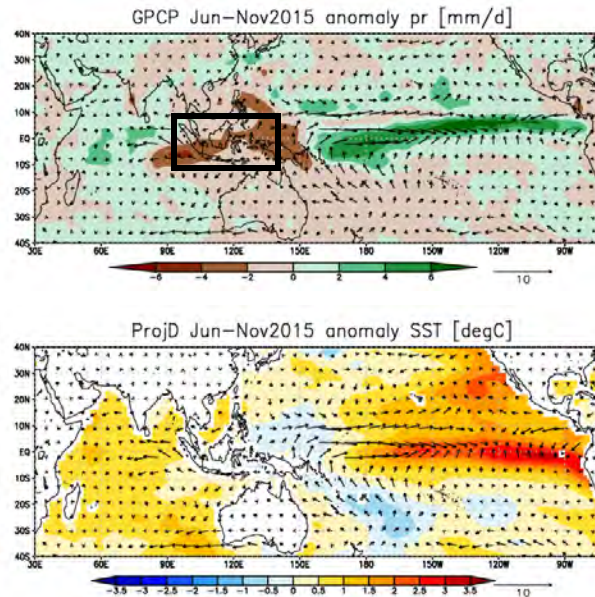 GPCP Jun-Nov2015 anomaly pr [mm/d]
40N
30N
20N
10N
EQ
10S
20S
30S
40S
30E 60E 90E 120E 150E 180 150W 120W 90W
-6 -4 -2 0 2 4 6
10
ProjD Jun-Nov2015 anomaly SST [degC]
40N
30N
20N
10N
EQ
10S
20S
30S
40S
30E 60E 90E 120E 150E 180 150W 120W 90W
-3.5 -3 -2.5 -2 -1.5 -1 -0.5 0 0.5 1 1.5 2 2.5 3 3.5
10